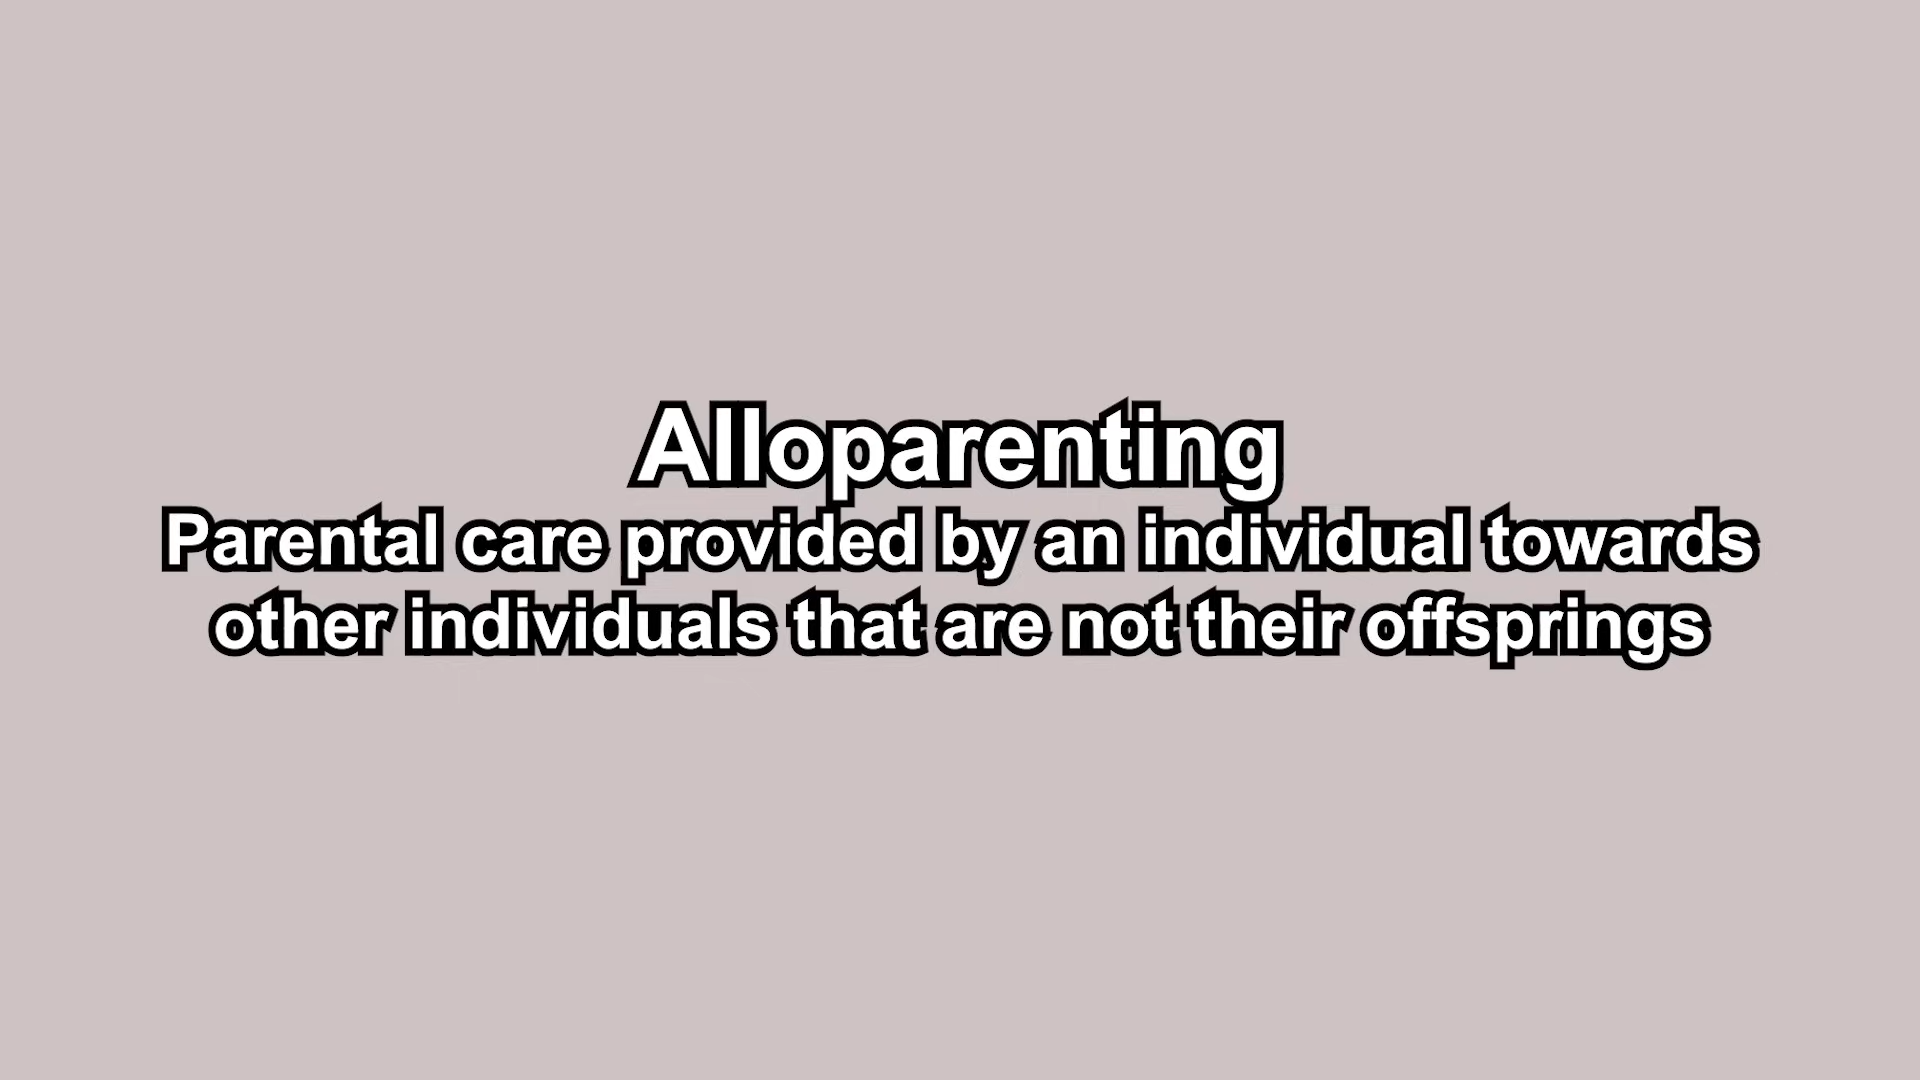 Alloparenting
Parental care provided by an individual towards
other individuals that are not their offsprings